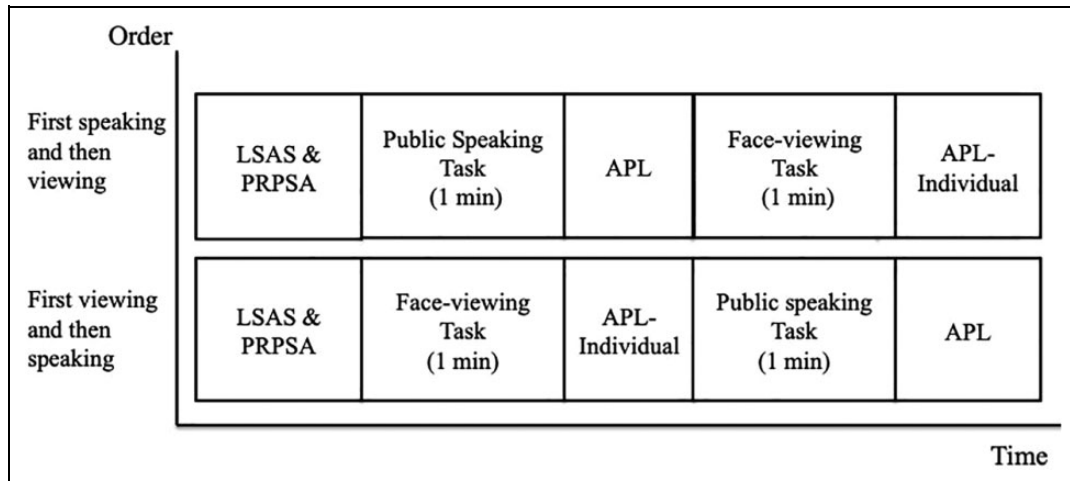 Order
First speaking
and then
viewing
LSAS &
PRPSA
Public Speaking
Task
(1 min)
APL
Face-viewing
Task
(1 min)
APL-
Individual
First viewing
and then
speaking
LSAS &
PRPSA
Face-viewing
Task
(1 min)
APL-
Individual
Public speaking
Task
(1 min)
APL
Time